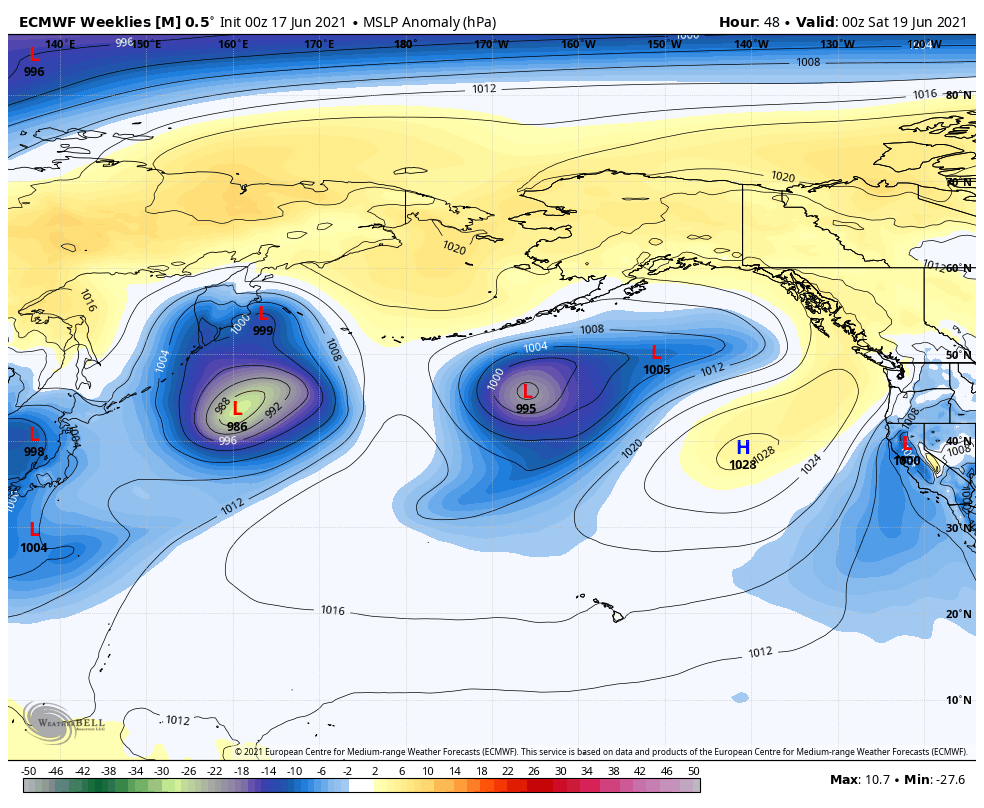 ECMWF Weeklies [M] 0.5° Init 00z 17 Jun 2021 • MSLP Anomaly (hPa)
Hour: 48 • Valid: 00z Sat 19 Jun 2021
140°E 150°E 160°E 170°E 180° 170°W 160°W 150°W 140°W 130°W 120°W
996 1000 1004
L
996
1008
1012
1016
80°N
1020
70°N
1020
1012
60°N
1016
L
999
1000
1008
1004
1008
1004
L
1005
50°N
1012
1000
L
995
988
992
L
986
996
1008
L
998
1004
40°N
H
1028
1028
1020
1024
L
1000
1008
1012
L
1004
30°N
1016
20°N
1012
10°N
WEATHERBELL
ANALYTICS LLC
1012
© 2021 European Centre for Medium-range Weather Forecasts (ECMWF). This service is based on data and products of the European Centre for Medium-range Weather Forecasts (ECMWF).
-50 -42 -38 -34 -30 -26 -22 -18 -14 -10 -6 -2 2 6 10 14 18 22 26 30 34 38 42 46 50
Max: 10.7 • Min: -27.6